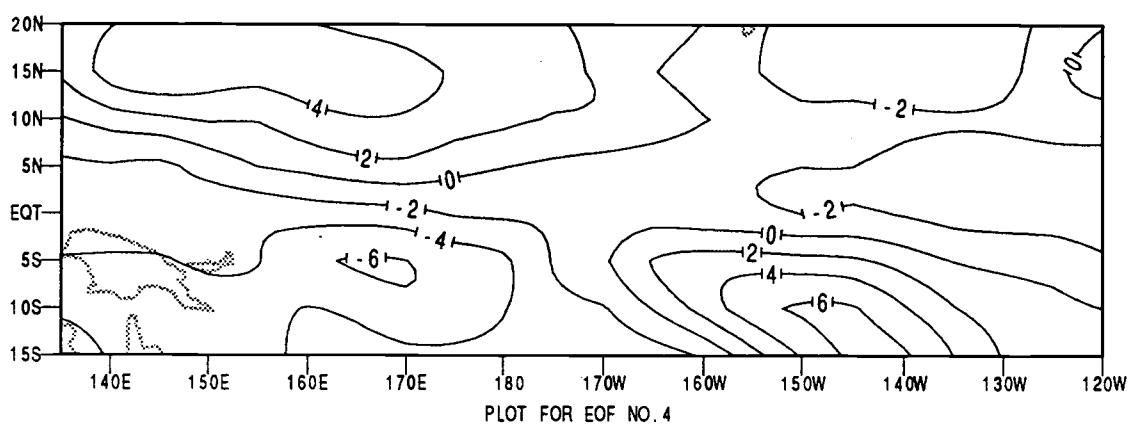 20N
15N
10N
5N
EQT
5S
10S
15S
4
2
0
-2
-4
-6
-2
0
-2
0
2
4
6
140E 150E 160E 170E 180 170W 160W 150W 140W 130W 120W
PLOT FOR EOF NO.4